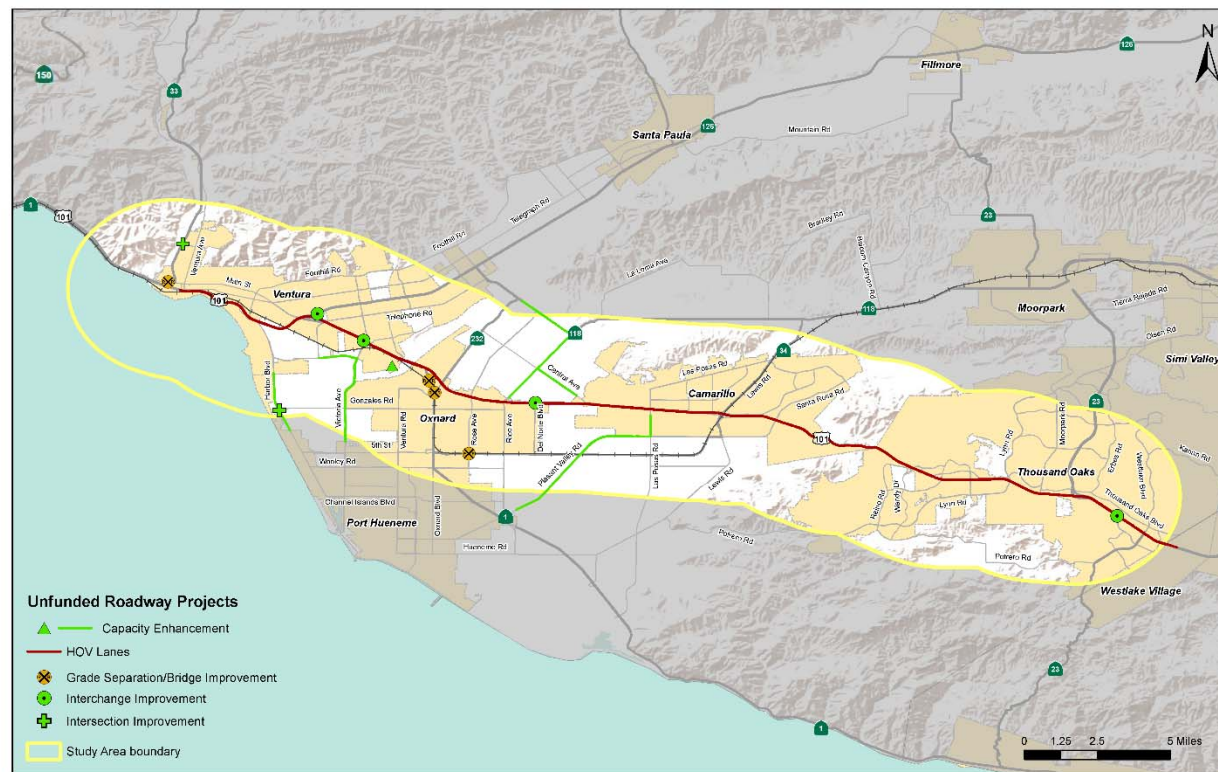 N
126
Fillmore
150
33
Santa Paula
126
Mountain Rd
Telegraph Rd
1
101
23
Bradley Rd
Foothill Rd
Ventura Ave
La Loma Ave
Balcom Canyon Rd
Foothill Rd
Main St
Ventura
101
118
Moorpark
Tierra Rejada Rd
Telephone Rd
232
118
Olsen Rd
34
Simi Valley
Harbor Blvd
Central Ave
Las Posas Rd
Lewis Rd
Camarillo
Victoria Ave
Gonzales Rd
Santa Rosa Rd
23
Oxnard
Ventura Rd
Rose Ave
Rice Ave
Del Norte Blvd
Moorpark Rd
101
5th St
Wooley Rd
Pleasant Valley Rd
Las Posas Rd
Lewis Rd
Lynn Rd
Erbes Rd
Westlake Blvd
Kanan Rd
Thousand Oaks
Thousand Oaks Blvd
Reino Rd
Wendy Dr
Lynn Rd
Channel Islands Blvd
Port Hueneme
Oxnard Blvd
1
Hueneme Rd
Potrero Rd
Potrero Rd
Westlake Village
Unfunded Roadway Projects
Capacity Enhancement
HOV Lanes
Grade Separation/Bridge Improvement
Interchange Improvement
Intersection Improvement
Study Area boundary
23
1
0 1.25 2.5 5 Miles